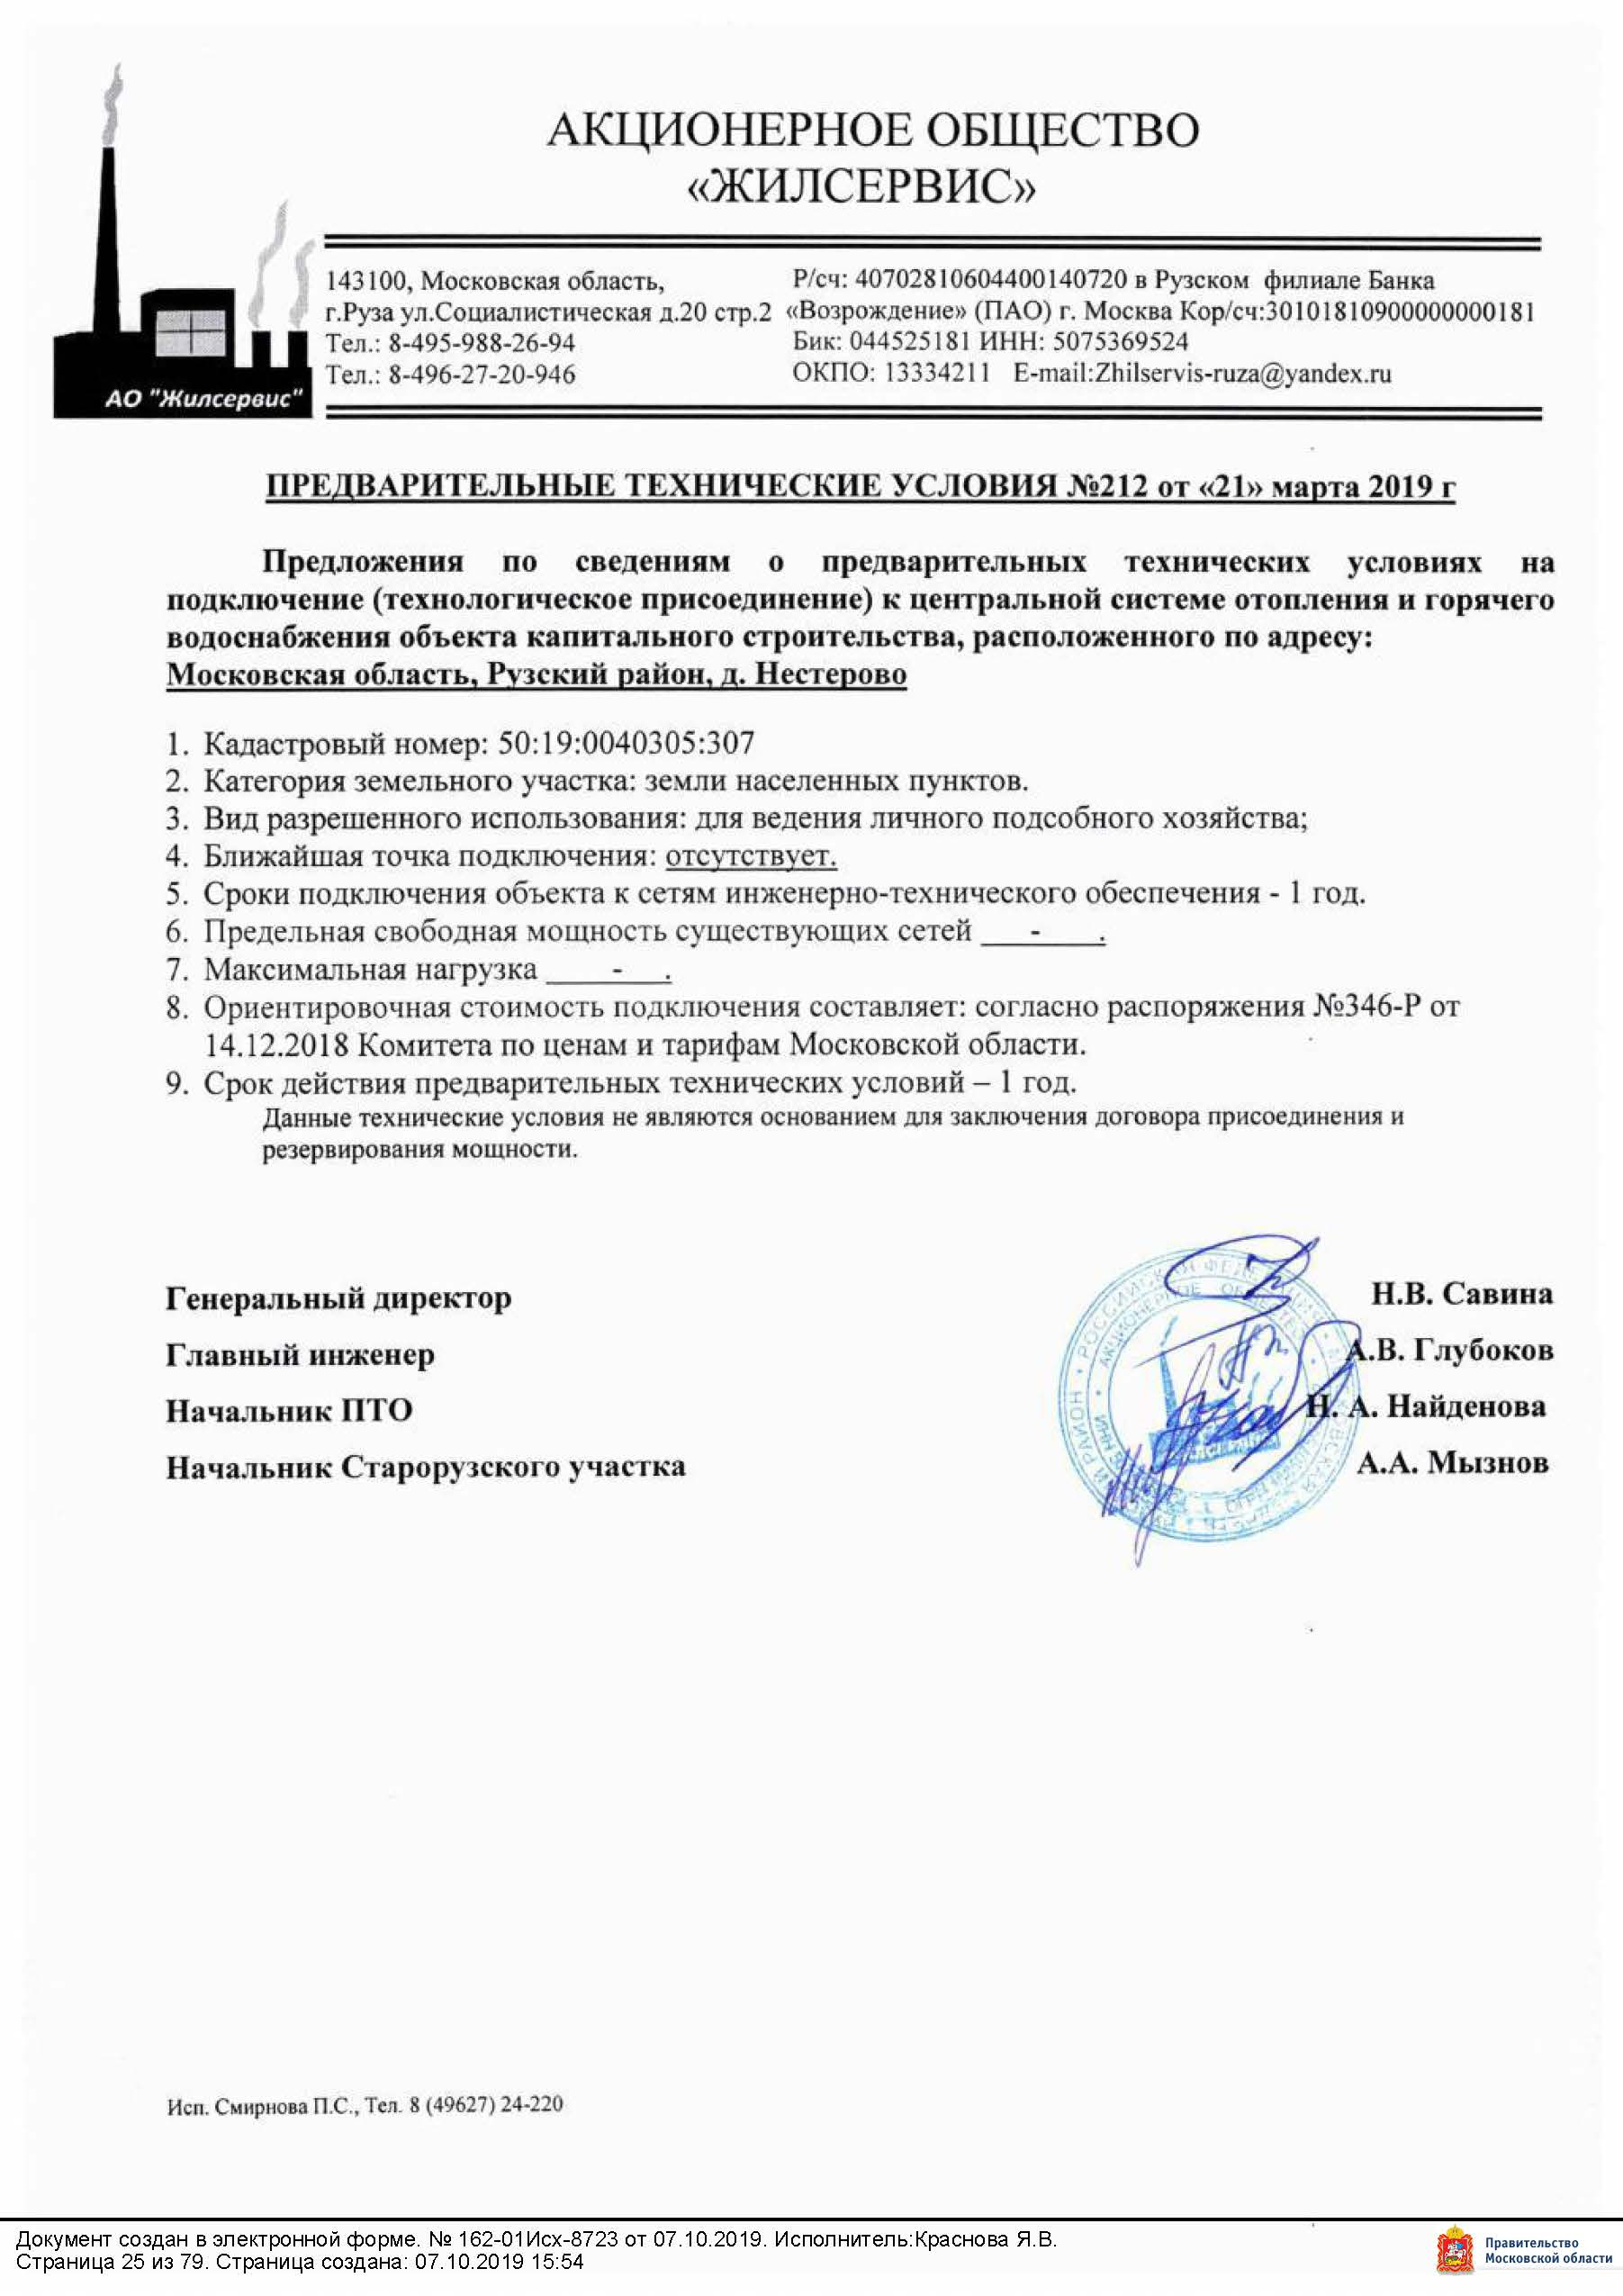 АКЦИОНЕРНОЕ ОБЩЕСТВО
«ЖИЛСЕРВИС»
143100, Московская область,
г.Руза ул.Социалистическая д.20 стр.2
Тел.: 8-495-988-26-94
Тел.: 8-496-27-20-946
Р/сч: 40702810604400140720 в Рузском филиале Банка
«Возрождение» (ПАО) г. Москва Кор/сч:30101810900000000181
Бик: 044525181 ИНН: 5075369524
ОКПО: 13334211 E-mail:Zhilservis-ruza@yandex.ru
АО "Жилсервис"
ПРЕДВАРИТЕЛЬНЫЕ ТЕХНИЧЕСКИЕ УСЛОВИЯ №212 от «21» марта 2019 г
Предложения по сведениям о предварительных технических условиях на
подключение (технологическое присоединение) к центральной системе отопления и горячего
водоснабжения объекта капитального строительства, расположенного по адресу:
Московская область, Рузский район, д. Нестерово
1. Кадастровый номер: 50:19:0040305:307
2. Категория земельного участка: земли населенных пунктов.
3. Вид разрешенного использования: для ведения личного подсобного хозяйства;
4. Ближайшая точка подключения: отсутствует.
5. Сроки подключения объекта к сетям инженерно-технического обеспечения - 1 год.
6. Предельная свободная мощность существующих сетей ___-____.
7. Максимальная нагрузка ____-___.
8. Ориентировочная стоимость подключения составляет: согласно распоряжения №346-Р от
14.12.2018 Комитета по ценам и тарифам Московской области.
9. Срок действия предварительных технических условий – 1 год.
Данные технические условия не являются основанием для заключения договора присоединения и
резервирования мощности.
Генеральный директор Н.В. Савина
Главный инженер А.В. Глубоков
Начальник ПТО Н. А. Найденова
Начальник Старорузского участка А.А. Мызнов
Исп. Смирнова П.С., Тел. 8 (49627) 24-220
Документ создан в электронной форме. № 162-01Исх-8723 от 07.10.2019. Исполнитель:Краснова Я.В.
Страница 25 из 79. Страница создана: 07.10.2019 15:54
Правительство
Московской области